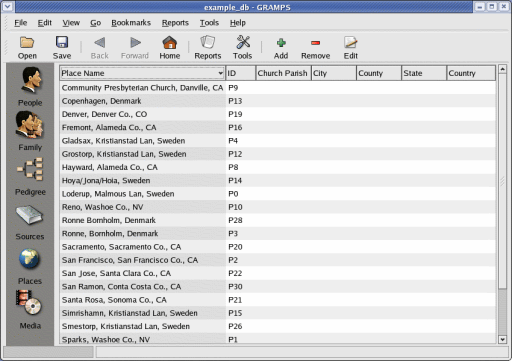 example_db - GRAMPS
File Edit View Go Bookmarks Reports Tools Help
Open Save Back Forward Home Reports Tools Add Remove Edit
Place Name ID Church Parish City County State Country
Community Presbyterian Church, Danville, CA P9
Copenhagen, Denmark P13
Denver, Denver Co., CO P19
Fremont, Alameda Co., CA P16
Gladsax, Kristianstad Lan, Sweden P4
Grostorp, Kristianstad Lan, Sweden P12
Hayward, Alameda Co., CA P8
Hoya/Jona/Hoia, Sweden P14
Loderup, Malmous Lan, Sweden P0
Reno, Washoe Co., NV P10
Ronne Bornholm, Denmark P28
Ronne, Bornholm, Denmark P3
Sacramento, Sacramento Co., CA P20
San Francisco, San Francisco Co., CA P2
San Jose, Santa Clara Co., CA P22
San Ramon, Conta Costa Co., CA P30
Santa Rosa, Sonoma Co., CA P21
Simrishamn, Kristianstad Lan, Sweden P15
Smestorp, Kristianstad Lan, Sweden P26
Sparks, Washoe Co., NV P1
People
Family
Pedigree
Sources
Places
Media